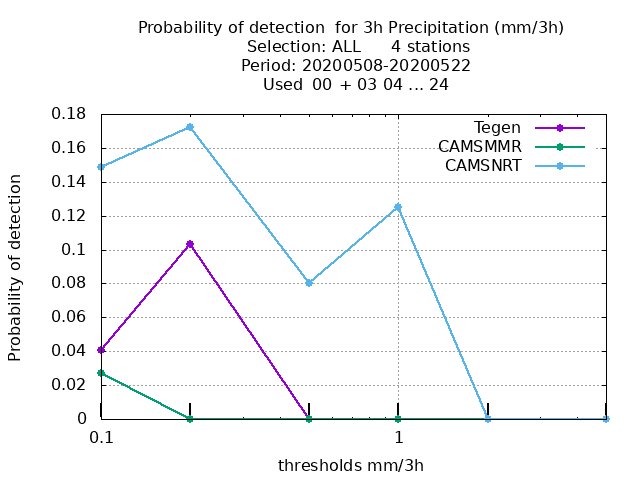 Probability of detection  for 3h Precipitation (mm/3h)
Selection: ALL      4 stations
Period: 20200508-20200522
Used  00  + 03 04 ... 24
Tegen
CAMSMMR
CAMSNRT
0.18
0.16
0.14
0.12
0.1
0.08
0.06
0.04
0.02
0
Probability of detection
0.1
1
thresholds mm/3h